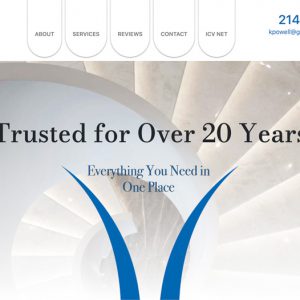 ABOUT SERVICES REVIEWS CONTACT ICV NET
214
kpowell@g
Trusted for Over 20 Years
Everything You Need in
One Place